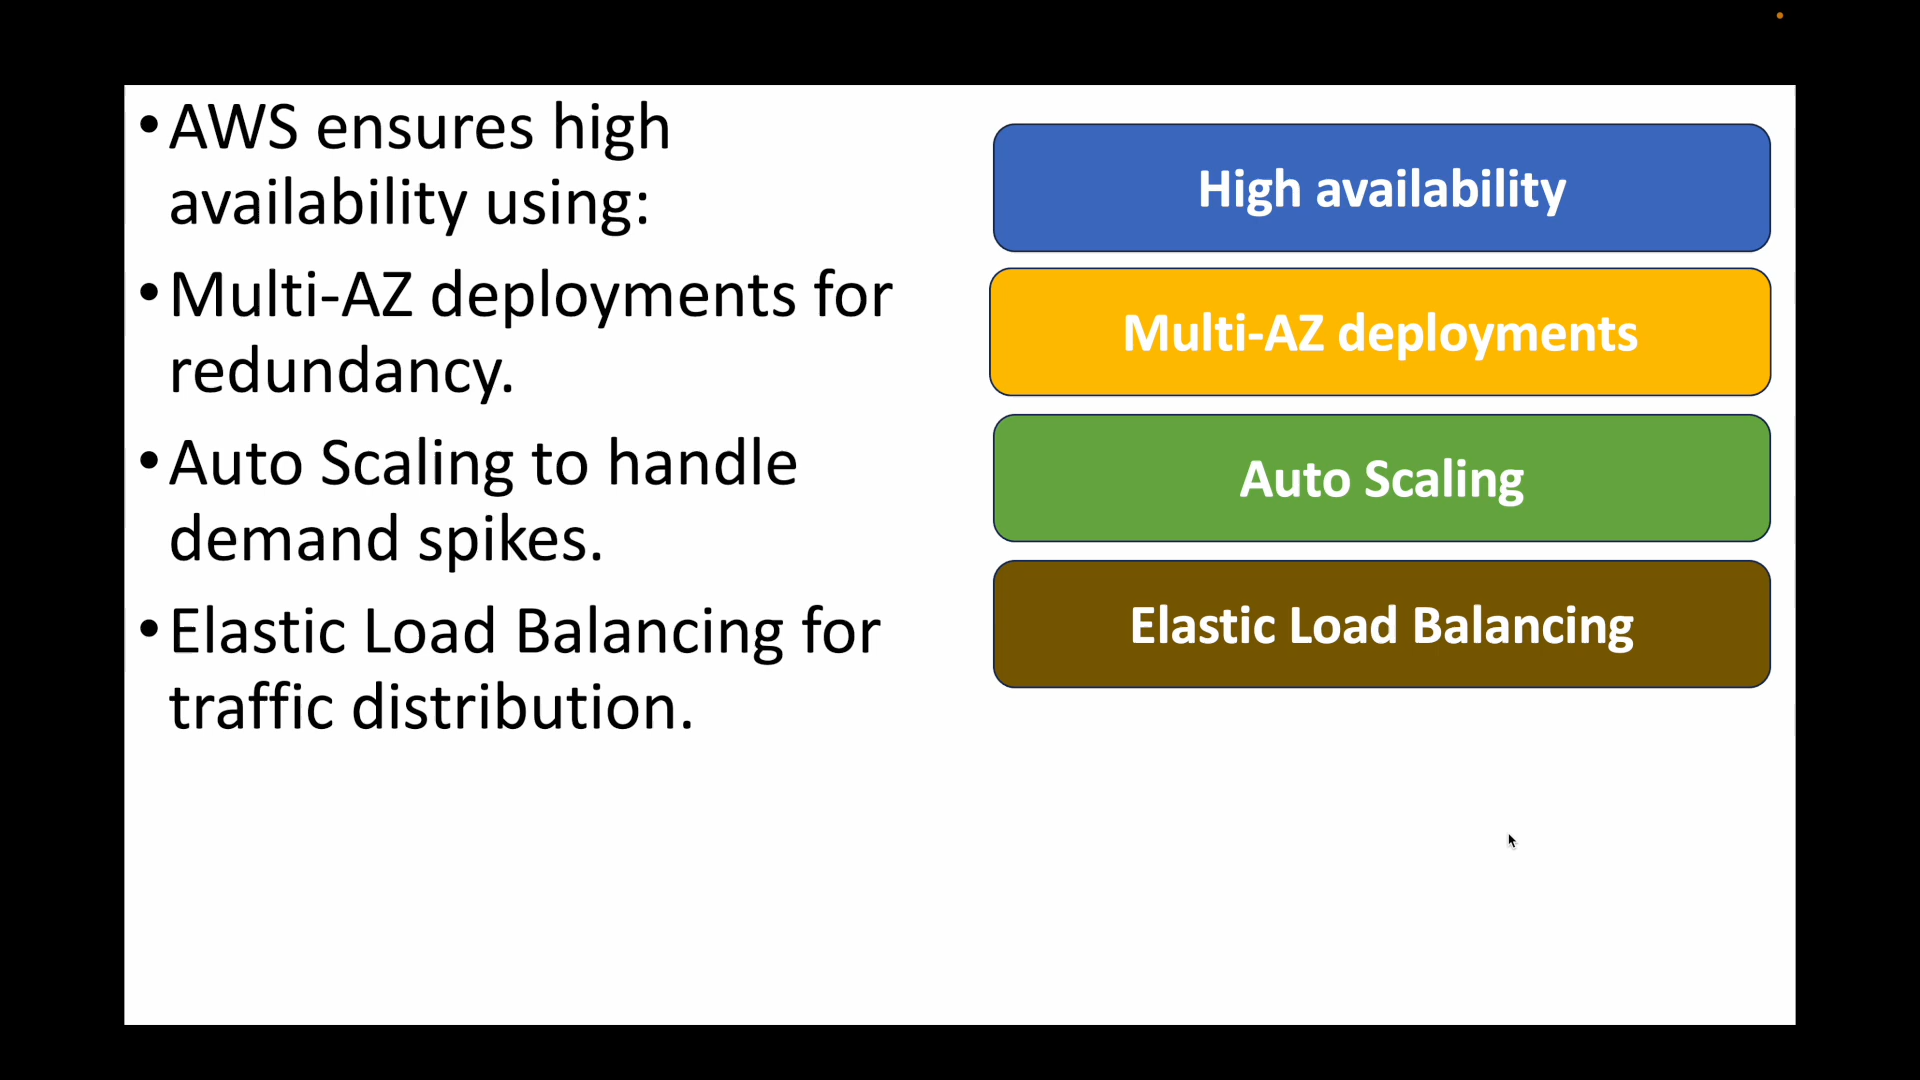 •AWS ensures high
availability using:
•Multi-AZ deployments for
redundancy.
•Auto Scaling to handle
demand spikes.
•Elastic Load Balancing for
traffic distribution.
High availability
Multi-AZ deployments
Auto Scaling
Elastic Load Balancing